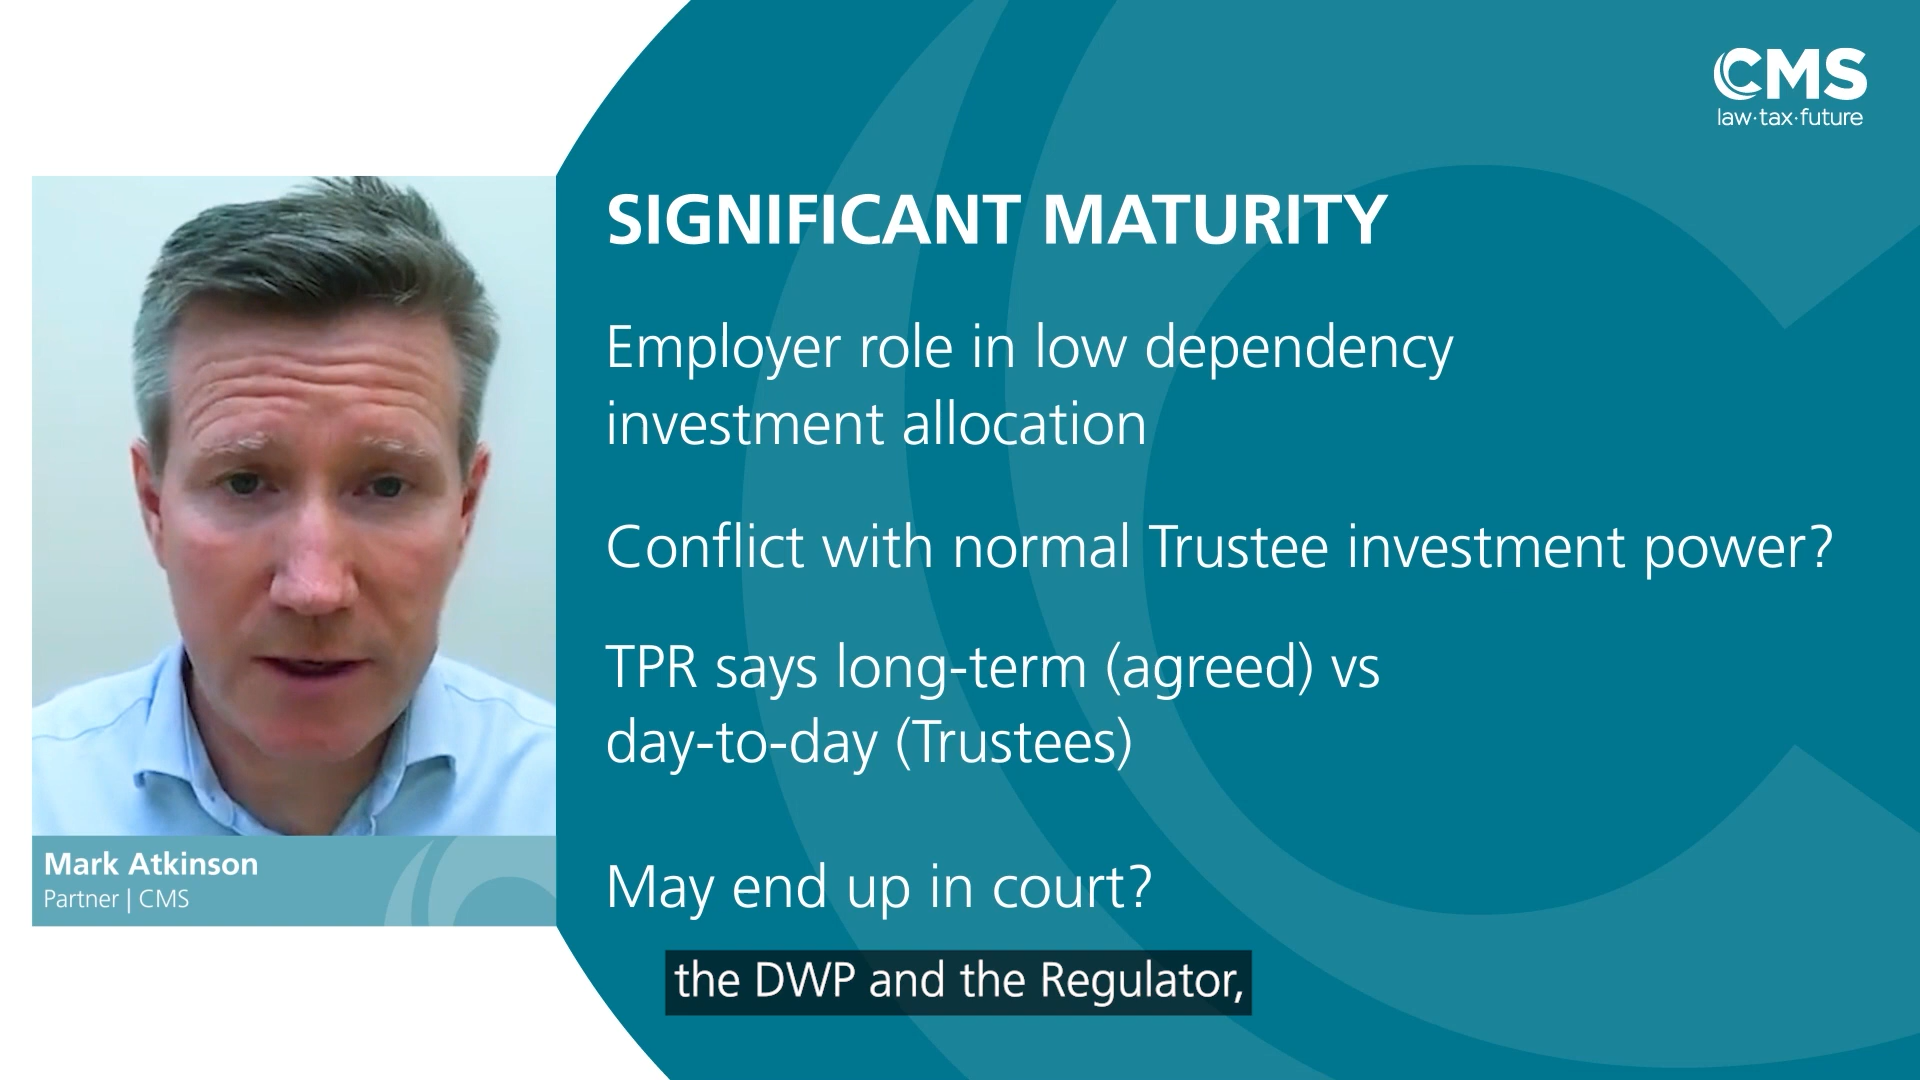 CMS
law·tax·future
SIGNIFICANT MATURITY
Employer role in low dependency
investment allocation
Conflict with normal Trustee investment power?
TPR says long-term (agreed) vs
day-to-day (Trustees)
May end up in court?
Mark Atkinson
Partner | CMS
the DWP and the Regulator,